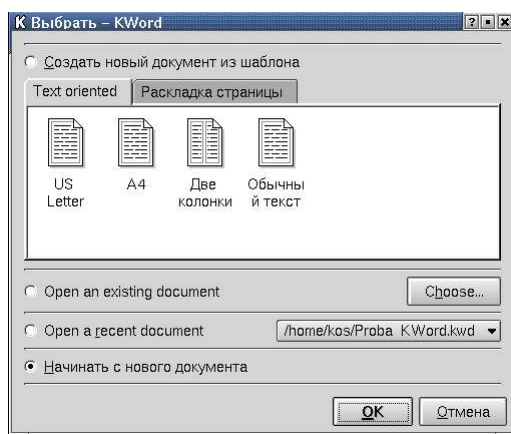 Выбрать – KWord
Создать новый документ из шаблона
Text oriented Раскладка страницы
US Letter
A4
Две колонки
Обычны й текст
Open an existing document Choose...
Open a recent document /home/kos/Proba KWord.kwd
Начинать с нового документа
OK Отмена